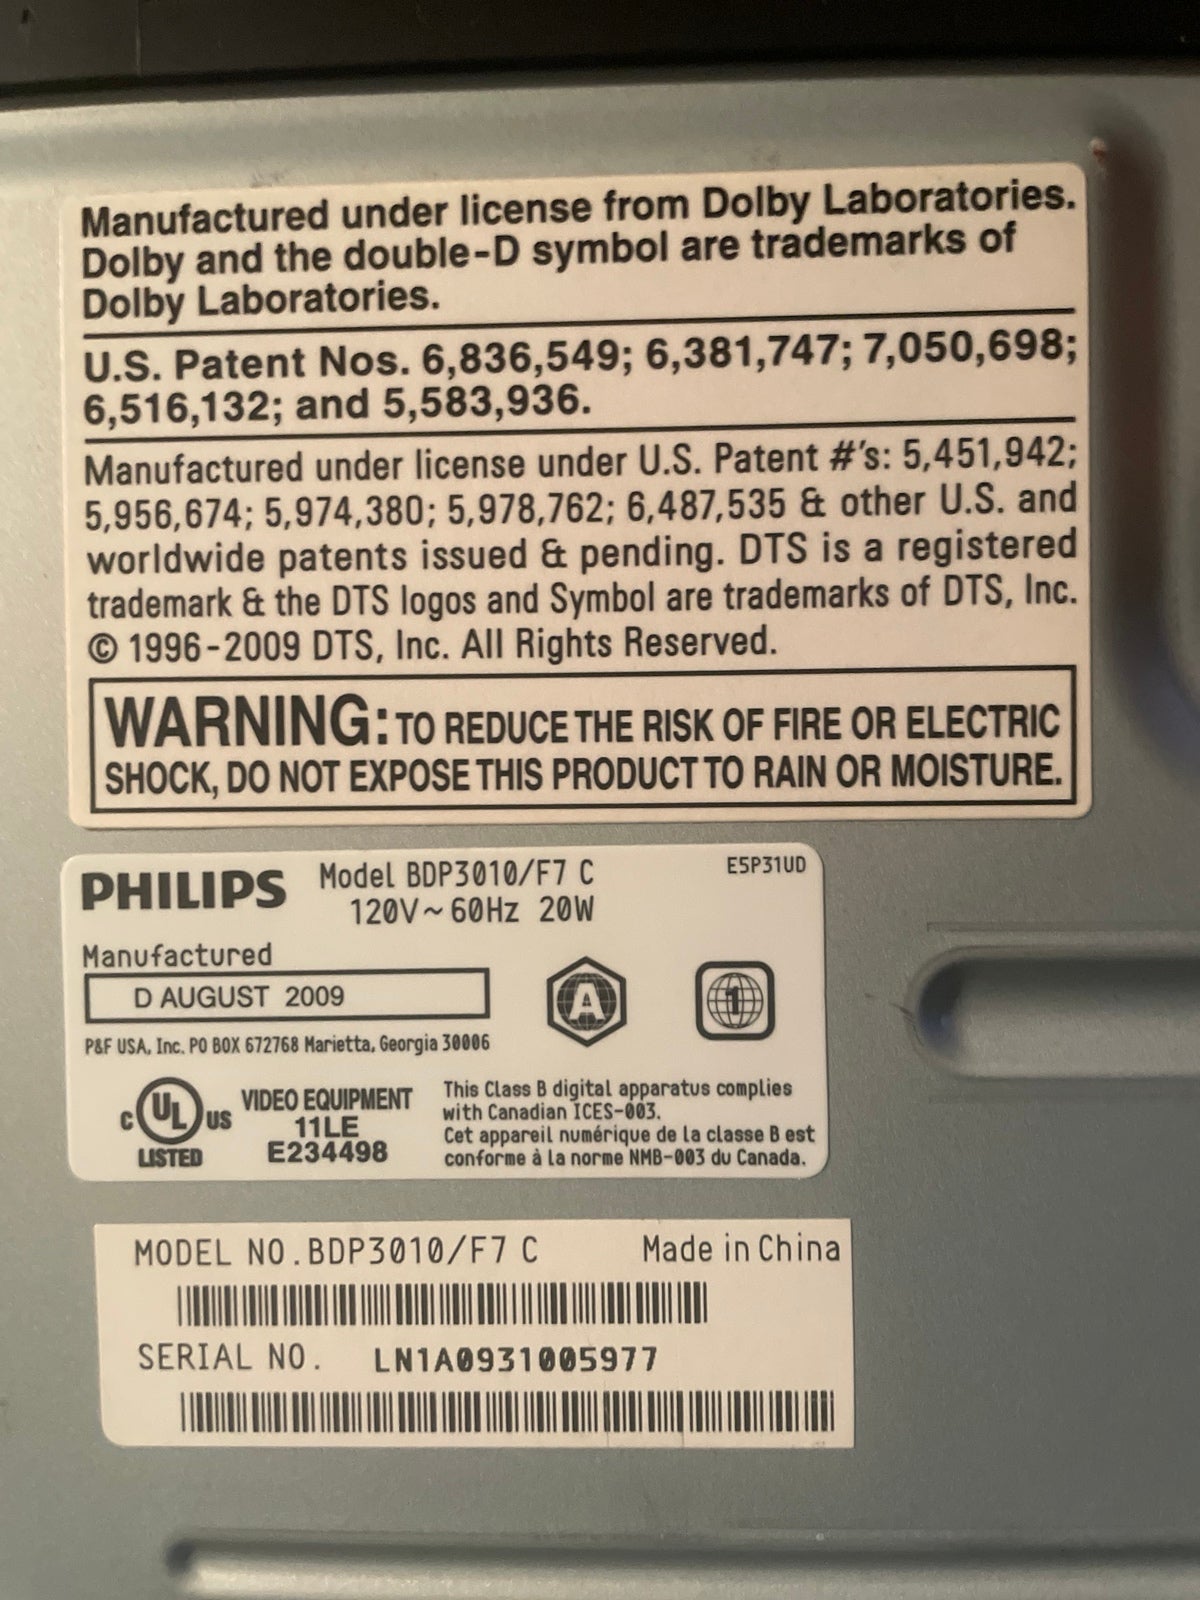 Manufactured under license from Dolby Laboratories.
Dolby and the double-D symbol are trademarks of
Dolby Laboratories.
U.S. Patent Nos. 6,836,549; 6,381,747; 7,050,698;
6,516,132; and 5,583,936.
Manufactured under license under U.S. Patent #'s: 5,451,942;
5,956,674; 5,974,380; 5,978,762; 6,487,535 & other U.S. and
worldwide patents issued & pending. DTS is a registered
trademark & the DTS logos and Symbol are trademarks of DTS, Inc.
© 1996-2009 DTS, Inc. All Rights Reserved.
WARNING: TO REDUCE THE RISK OF FIRE OR ELECTRIC
SHOCK, DO NOT EXPOSE THIS PRODUCT TO RAIN OR MOISTURE.
PHILIPS Model BDP3010/F7 C E5P31UD
120V~60Hz 20W
Manufactured
D AUGUST 2009
A 1
P&F USA, Inc. PO BOX 672768 Marietta, Georgia 30006
C UL US LISTED
VIDEO EQUIPMENT
11LE
E234498
This Class B digital apparatus complies
with Canadian ICES-003.
Cet appareil numérique de la classe B est
conforme à la norme NMB-003 du Canada.
MODEL NO. BDP3010/F7 C Made in China
SERIAL NO. LN1A0931005977